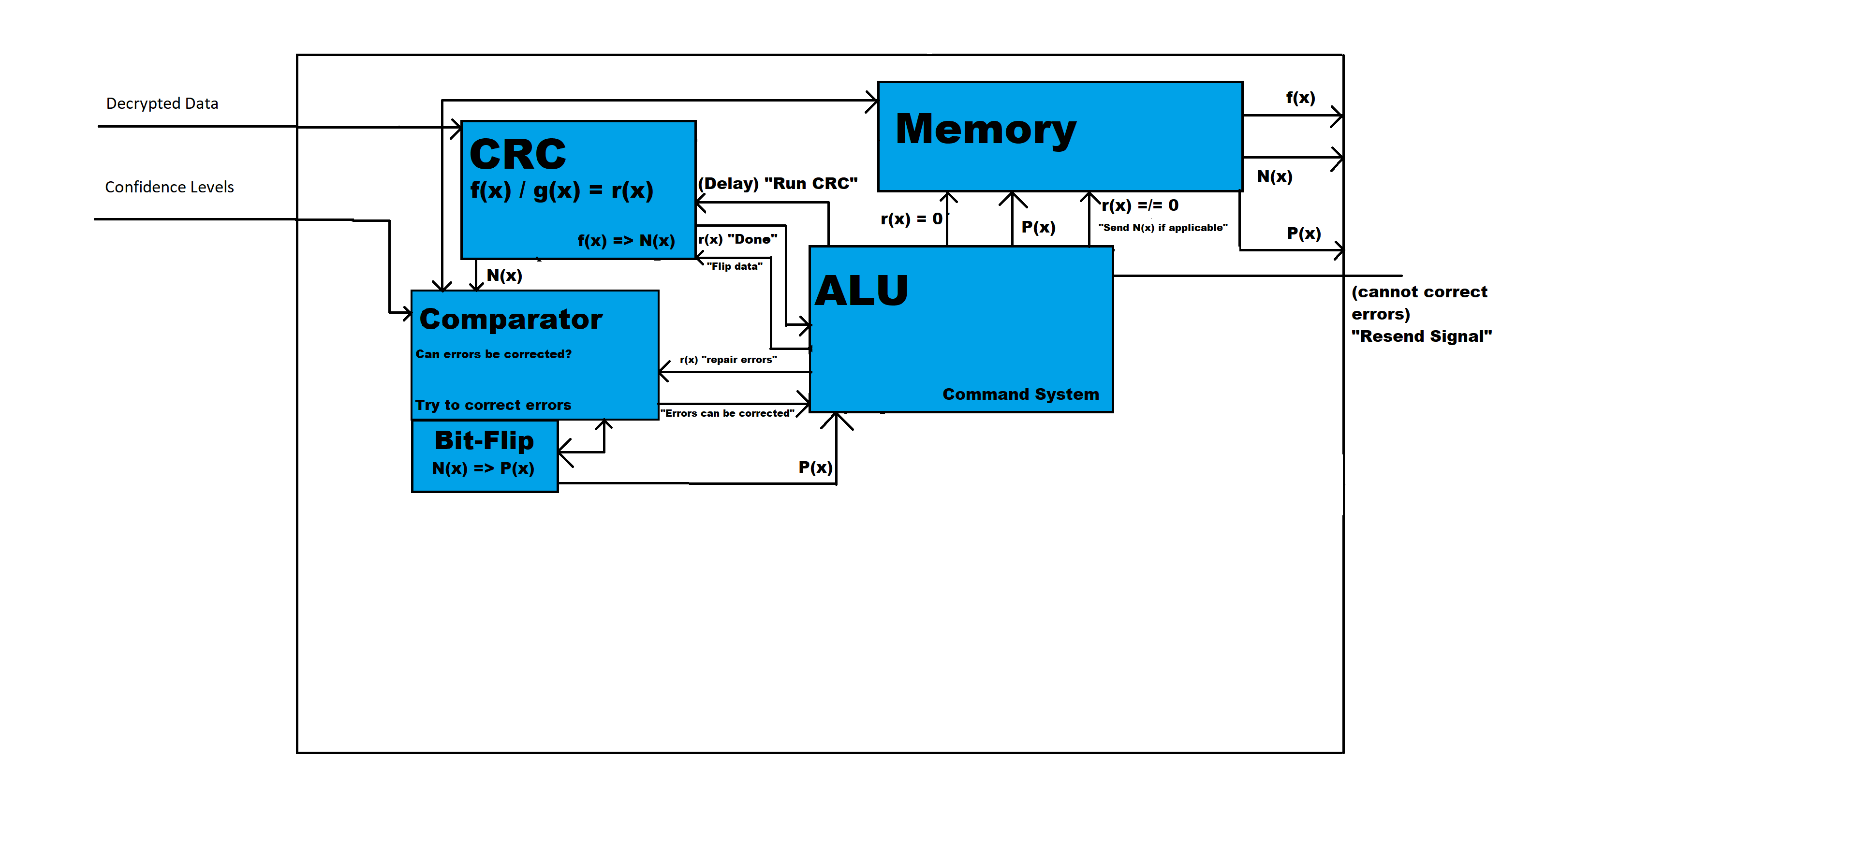 Decrypted Data
Confidence Levels
CRC
f(x) / g(x) = r(x)
f(x) => N(x)
(Delay) "Run CRC"
r(x) "Done"
"Flip data"
N(x)
Memory
f(x)
N(x)
P(x)
r(x) = 0
P(x)
r(x) =/= 0
"Send N(x) if applicable"
ALU
Command System
(cannot correct
errors)
"Resend Signal"
Comparator
Can errors be corrected?
Try to correct errors
r(x) "repair errors"
"Errors can be corrected"
Bit-Flip
N(x) => P(x)
P(x)